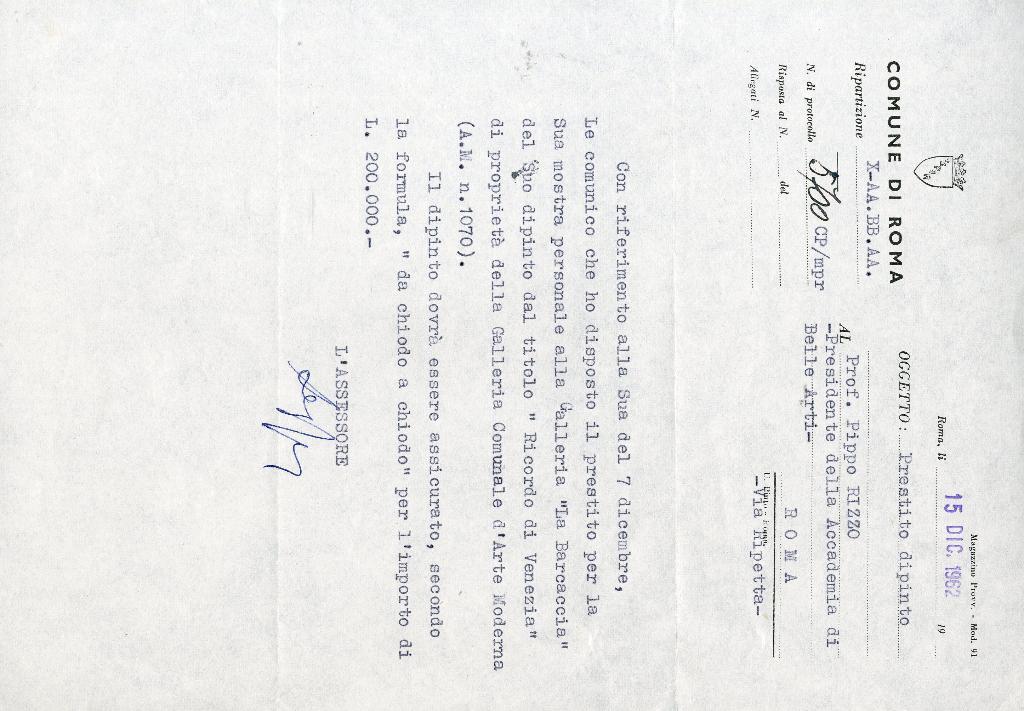 Magazzino Provv. - Mod. 91
COMUNE DI ROMA
Roma, li 15 DIC. 1962 19
Ripartizione X-AA.BB.AA.
OGGETTO: Prestito dipinto
N. di protocollo 5700 CP/mpr
Risposta al N. del
Allegati N.
AL Prof. Pippo RIZZO
-Presidente della Accademia di
Belle Arti-
R O M A
-Via Ripetta-
Con riferimento alla Sua del 7 dicembre,
Le comunico che ho disposto il prestito per la
Sua mostra personale alla Galleria "La Barcaccia"
del Suo dipinto dal titolo " Ricordo di Venezia"
di proprietà della Galleria Comunale d'Arte Moderna
(A.M. n.1070).
Il dipinto dovrà essere assicurato, secondo
la formula, " da chiodo a chiodo" per l'importo di
L. 200.000.-
L'ASSESSORE